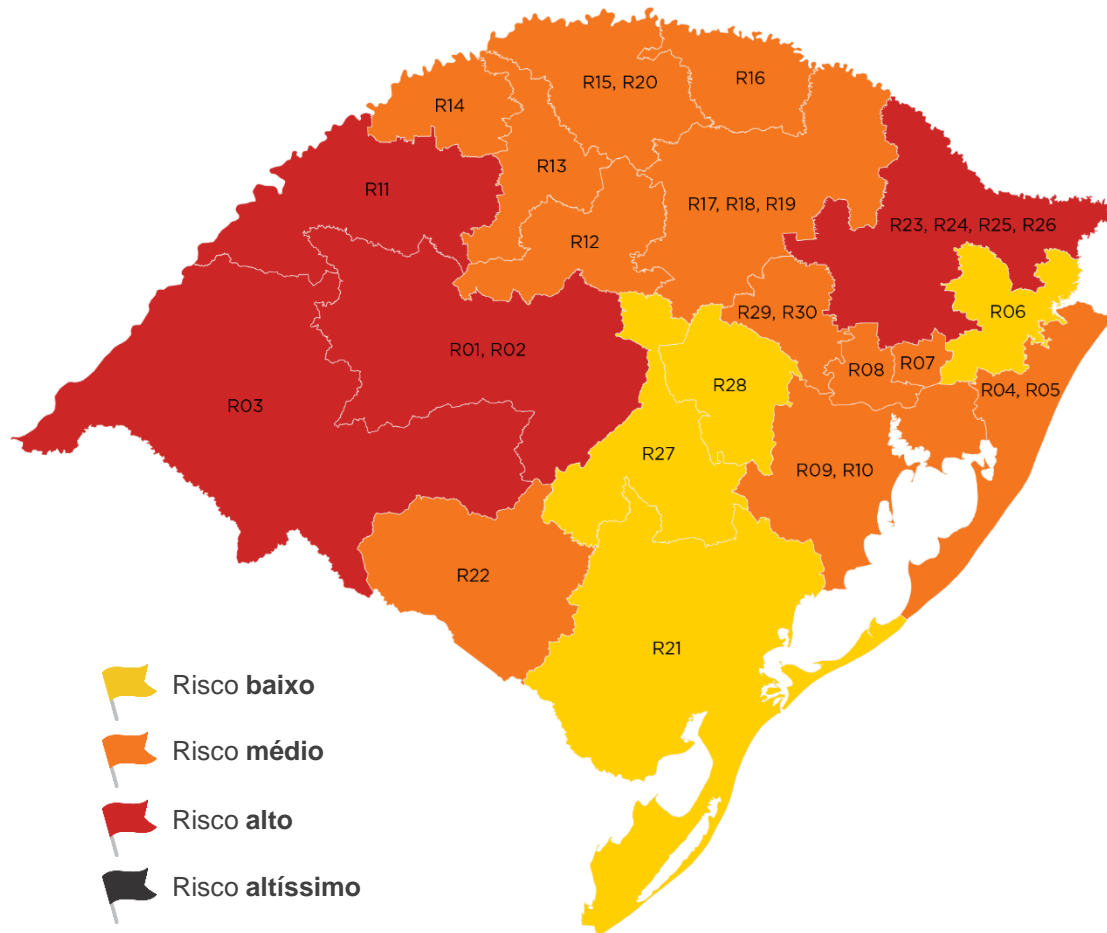 R16
R15, R20
R14
R13
R11
R17, R18, R19
R23, R24, R25, R26
R12
R29, R30
R06
R01, R02
R08
R07
R28
R04, R05
R03
R27
R09, R10
R22
R21
Risco baixo
Risco médio
Risco alto
Risco altíssimo